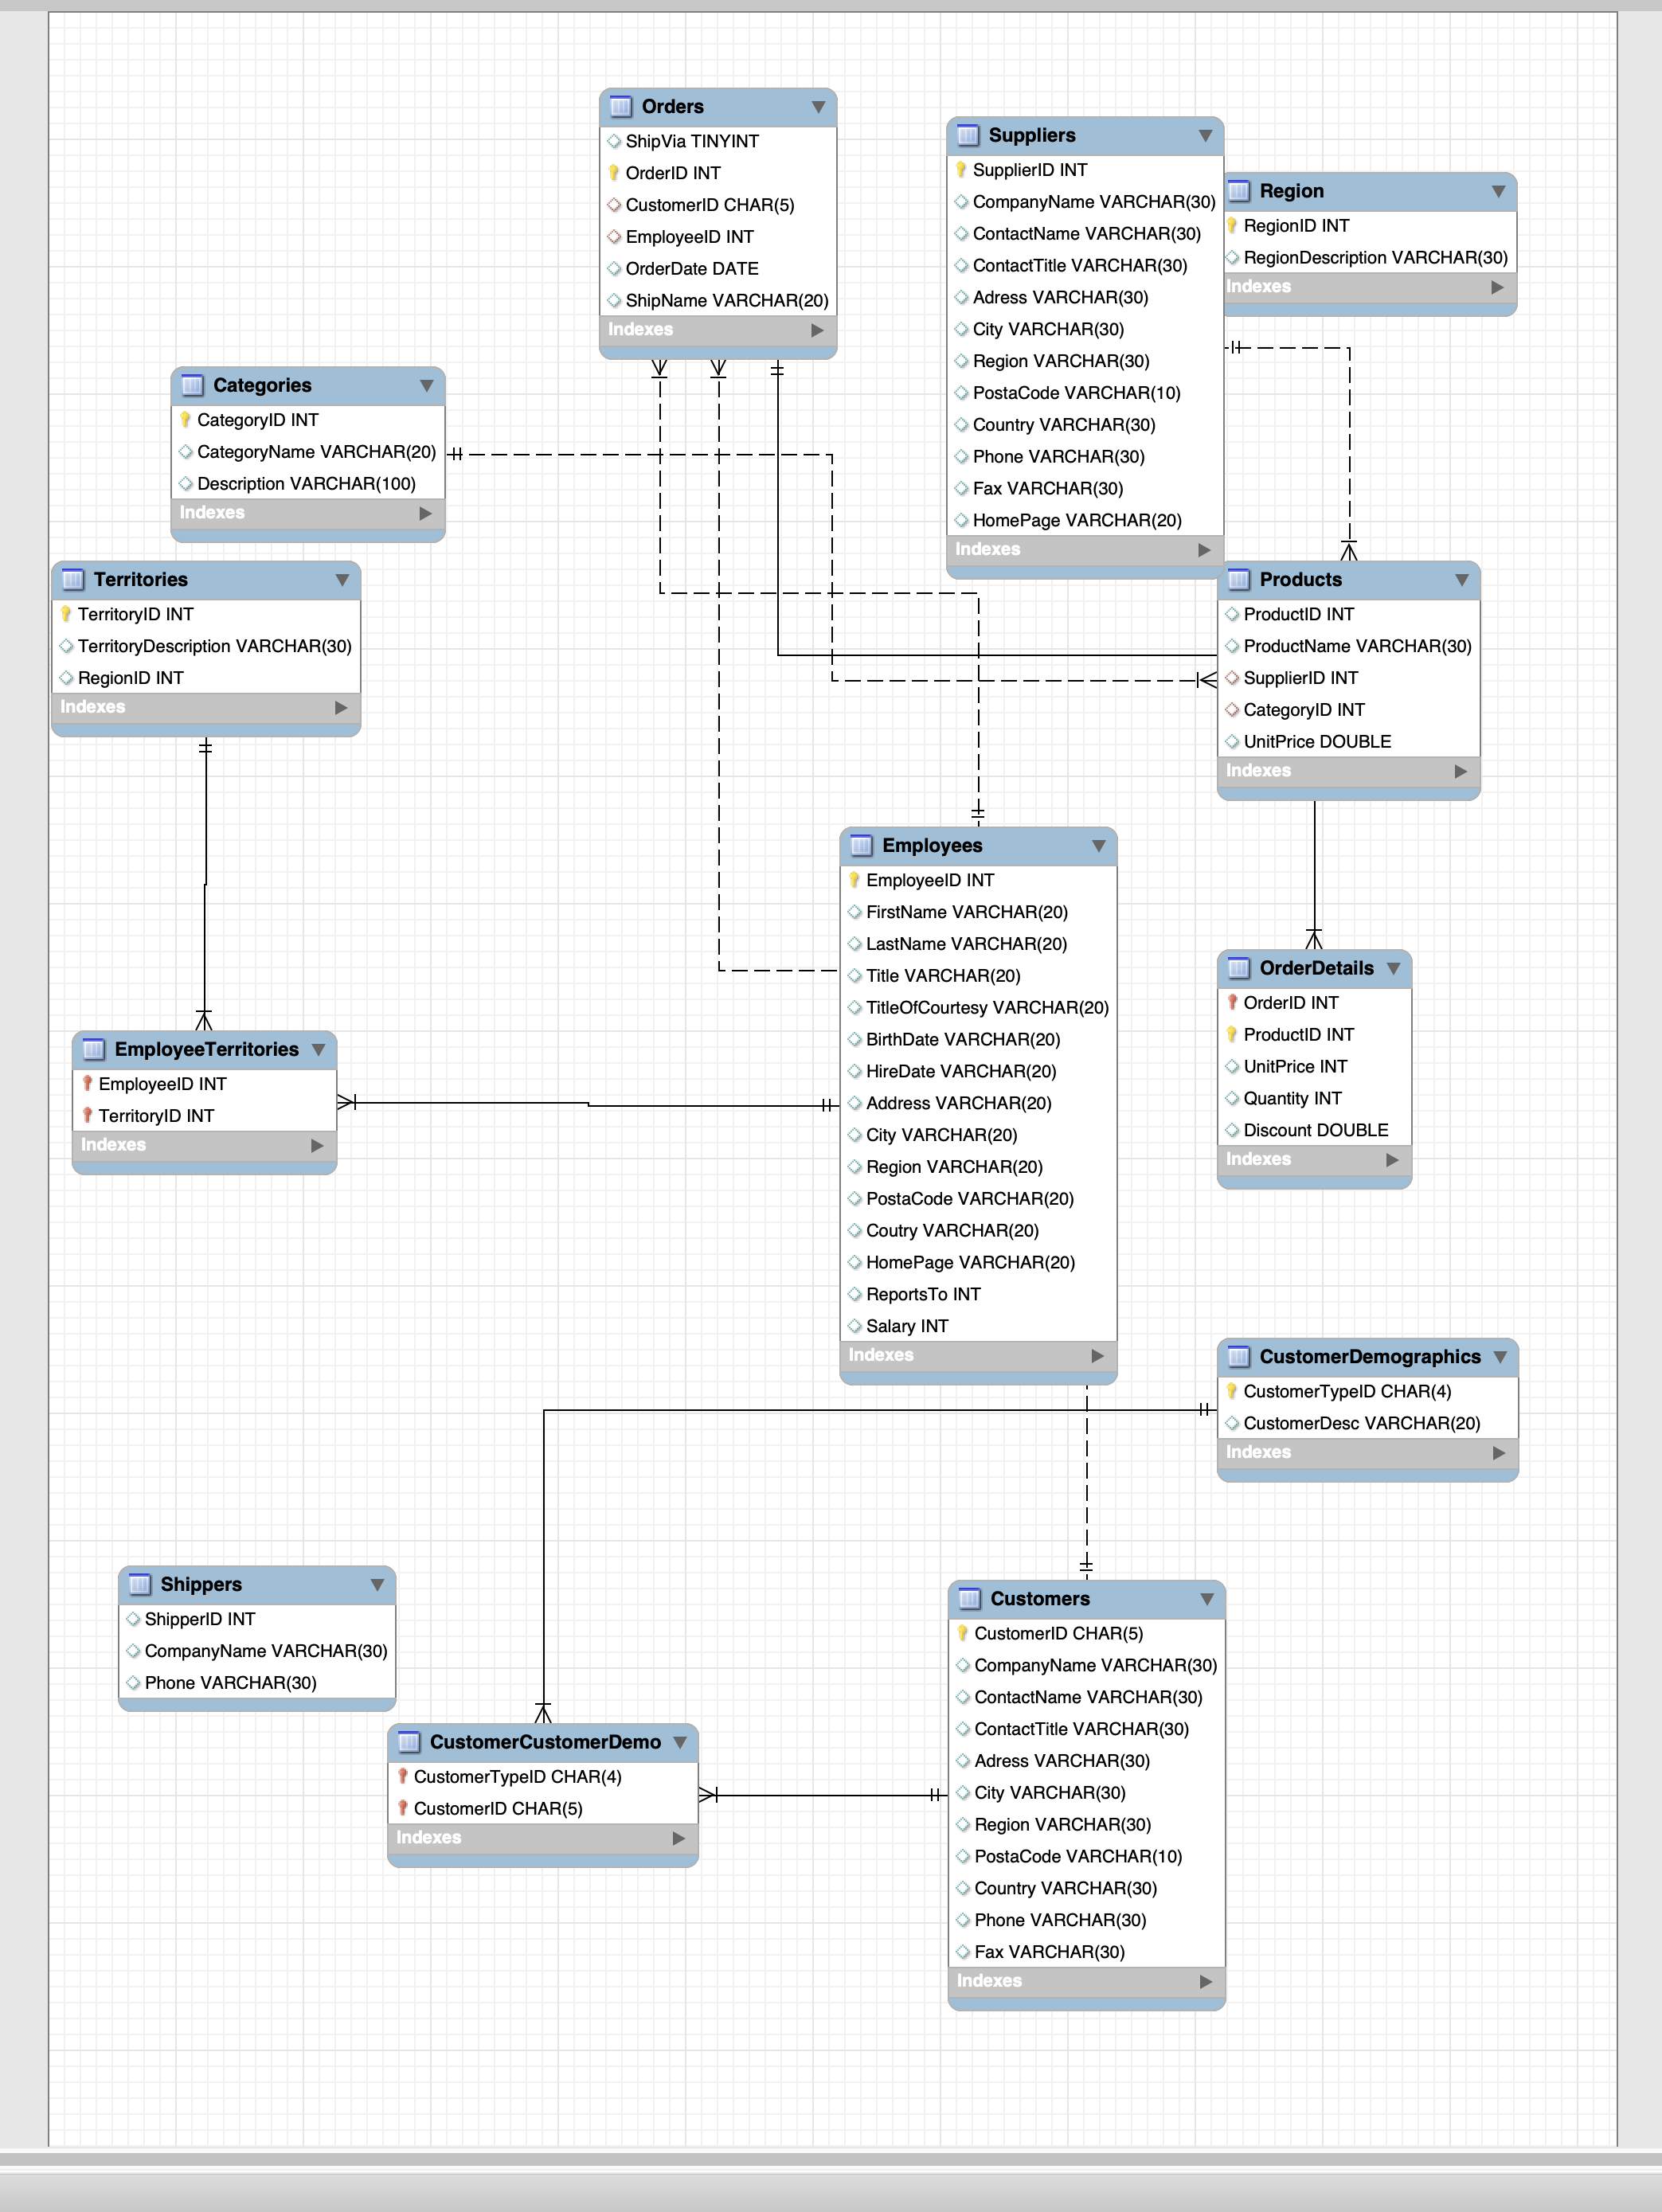 Orders
ShipVia TINYINT
OrderID INT
CustomerID CHAR(5)
EmployeeID INT
OrderDate DATE
ShipName VARCHAR(20)
Indexes
Suppliers
SupplierID INT
CompanyName VARCHAR(30)
ContactName VARCHAR(30)
ContactTitle VARCHAR(30)
Adress VARCHAR(30)
City VARCHAR(30)
Region VARCHAR(30)
PostaCode VARCHAR(10)
Country VARCHAR(30)
Phone VARCHAR(30)
Fax VARCHAR(30)
HomePage VARCHAR(20)
Indexes
Region
RegionID INT
RegionDescription VARCHAR(30)
Indexes
Categories
CategoryID INT
CategoryName VARCHAR(20)
Description VARCHAR(100)
Indexes
Territories
TerritoryID INT
TerritoryDescription VARCHAR(30)
RegionID INT
Indexes
Products
ProductID INT
ProductName VARCHAR(30)
SupplierID INT
CategoryID INT
UnitPrice DOUBLE
Indexes
Employees
EmployeeID INT
FirstName VARCHAR(20)
LastName VARCHAR(20)
Title VARCHAR(20)
TitleOfCourtesy VARCHAR(20)
BirthDate VARCHAR(20)
HireDate VARCHAR(20)
Address VARCHAR(20)
City VARCHAR(20)
Region VARCHAR(20)
PostaCode VARCHAR(20)
Coutry VARCHAR(20)
HomePage VARCHAR(20)
ReportsTo INT
Salary INT
Indexes
OrderDetails
OrderID INT
ProductID INT
UnitPrice INT
Quantity INT
Discount DOUBLE
Indexes
EmployeeTerritories
EmployeeID INT
TerritoryID INT
Indexes
CustomerDemographics
CustomerTypeID CHAR(4)
CustomerDesc VARCHAR(20)
Indexes
Shippers
ShipperID INT
CompanyName VARCHAR(30)
Phone VARCHAR(30)
CustomerCustomerDemo
CustomerTypeID CHAR(4)
CustomerID CHAR(5)
Indexes
Customers
CustomerID CHAR(5)
CompanyName VARCHAR(30)
ContactName VARCHAR(30)
ContactTitle VARCHAR(30)
Adress VARCHAR(30)
City VARCHAR(30)
Region VARCHAR(30)
PostaCode VARCHAR(10)
Country VARCHAR(30)
Phone VARCHAR(30)
Fax VARCHAR(30)
Indexes